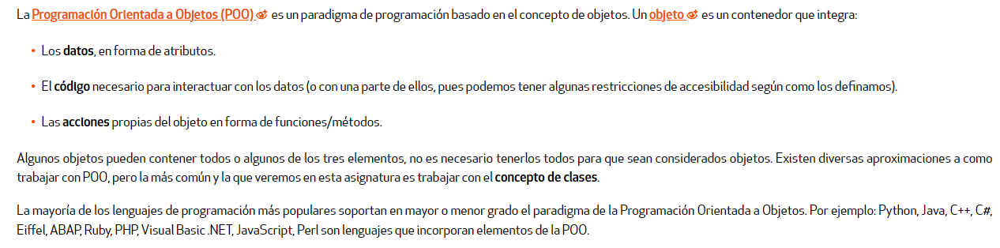 La Programación Orientada a Objetos (POO) es un paradigma de programación basado en el concepto de objetos. Un objeto es un contenedor que integra:
• Los datos, en forma de atributos.
• El código necesario para interactuar con los datos (o con una parte de ellos, pues podemos tener algunas restricciones de accesibilidad según como los definamos).
• Las acciones propias del objeto en forma de funciones/métodos.
Algunos objetos pueden contener todos o algunos de los tres elementos, no es necesario tenerlos todos para que sean considerados objetos. Existen diversas aproximaciones a como
trabajar con POO, pero la más común y la que veremos en esta asignatura es trabajar con el concepto de clases.
La mayoría de los lenguajes de programación más populares soportan en mayor o menor grado el paradigma de la Programación Orientada a Objetos. Por ejemplo: Python, Java, C++, C#,
Eiffel, ABAP, Ruby, PHP, Visual Basic .NET, JavaScript, Perl son lenguajes que incorporan elementos de la POO.